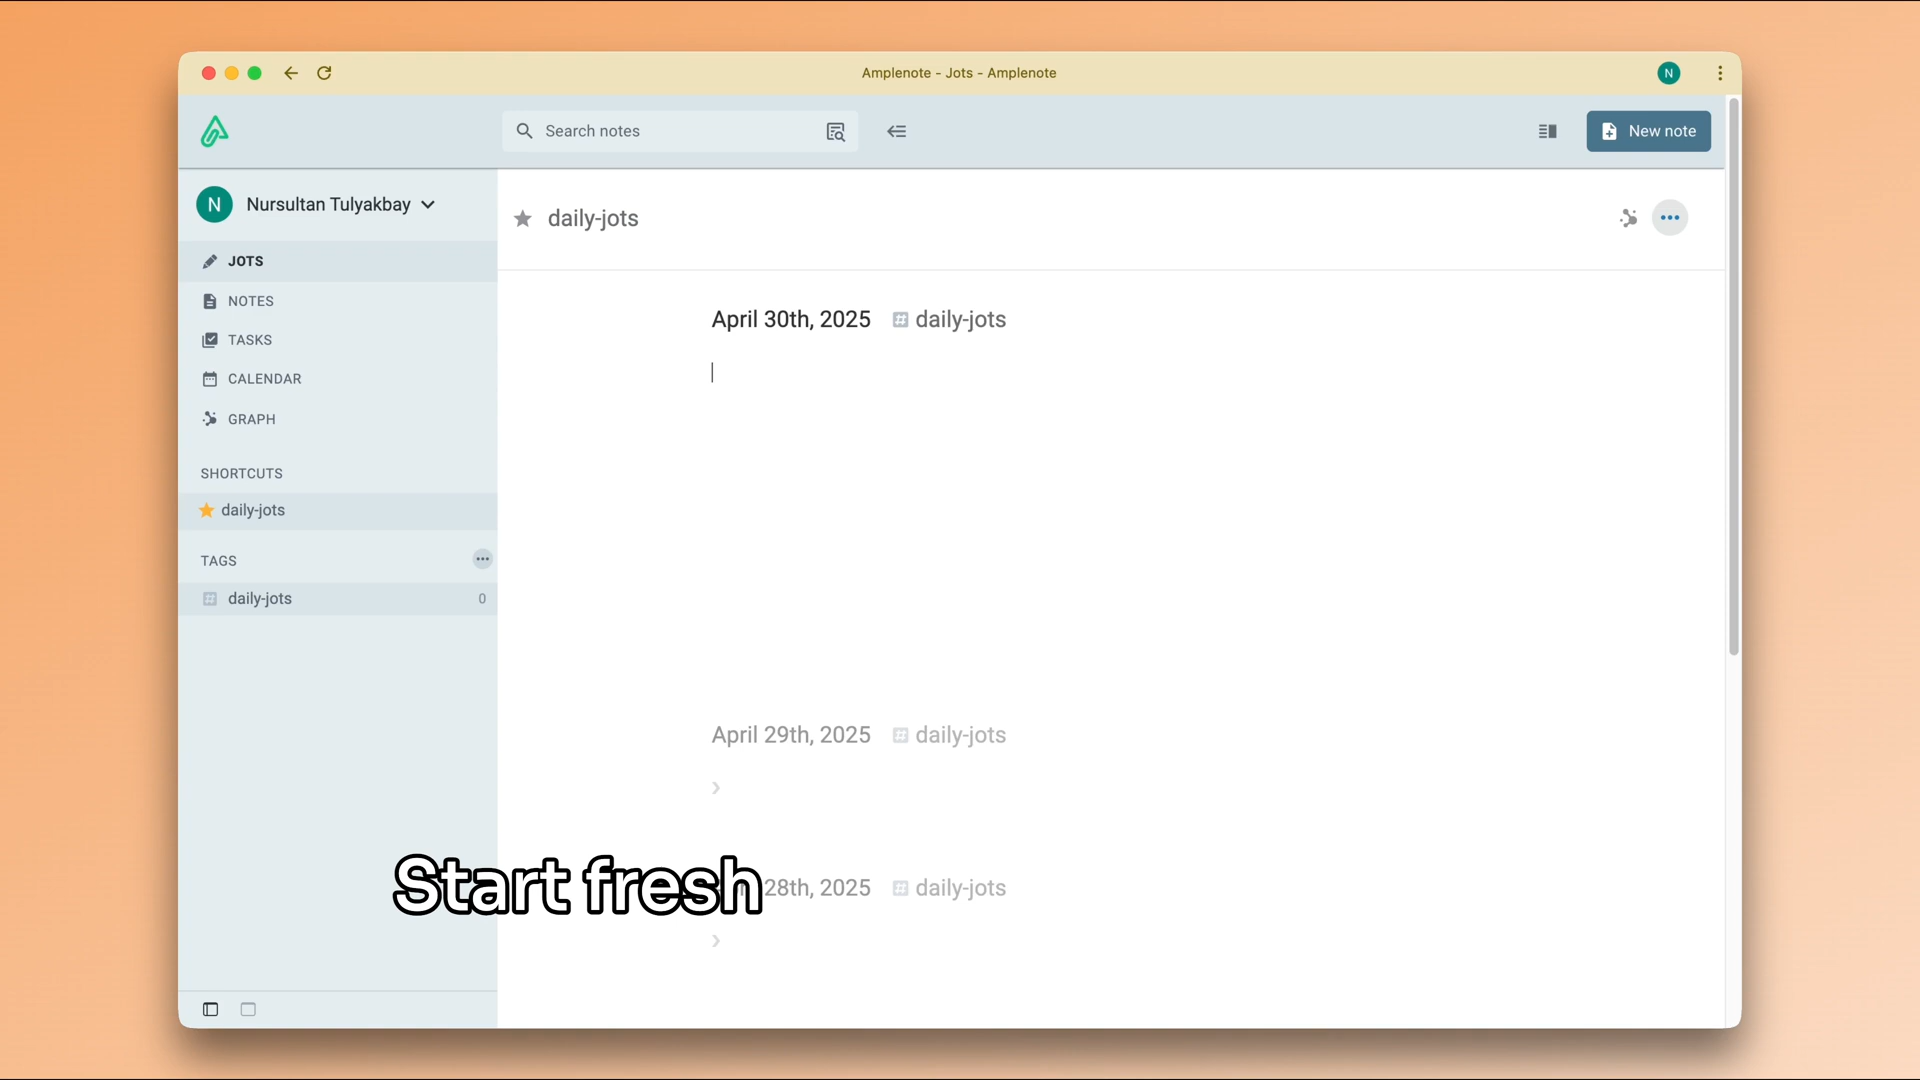 Amplenote - Jots - Amplenote
N
Search notes
New note
N
Nursultan Tulyakbay
JOTS
NOTES
TASKS
CALENDAR
GRAPH
SHORTCUTS
daily-jots
TAGS
daily-jots
0
daily-jots
April 30th, 2025
daily-jots
April 29th, 2025
daily-jots
28th, 2025
daily-jots
Start fresh